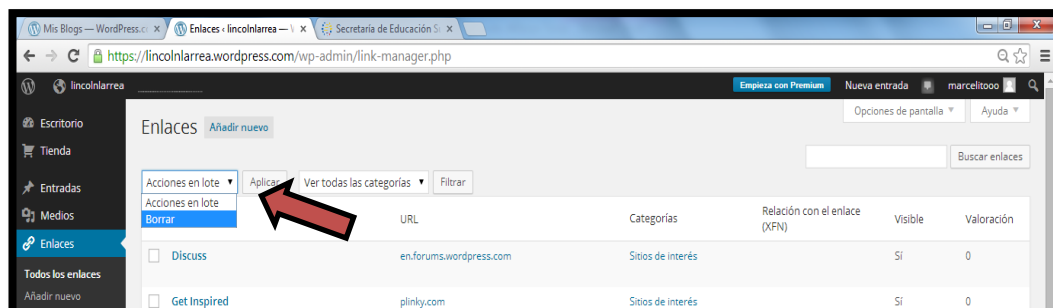 Mis Blogs — WordPress.c
Enlaces ‹ lincolnlarrea — W
Secretaría de Educación S
https://lincolnlarrea.wordpress.com/wp-admin/link-manager.php
lincolnlarrea
Empieza con Premium
Nueva entrada
marcelitooo
Opciones de pantalla
Ayuda
Escritorio
Tienda
Entradas
Medios
Enlaces
Todos los enlaces
Añadir nuevo
Enlaces Añadir nuevo
Buscar enlaces
Acciones en lote Aplicar Ver todas las categorías Filtrar
Acciones en lote
Borrar
URL Categorías Relación con el enlace (XFN) Visible Valoración
Discuss en.forums.wordpress.com Sitios de interés Sí 0
Get Inspired plinky.com Sitios de interés Sí 0